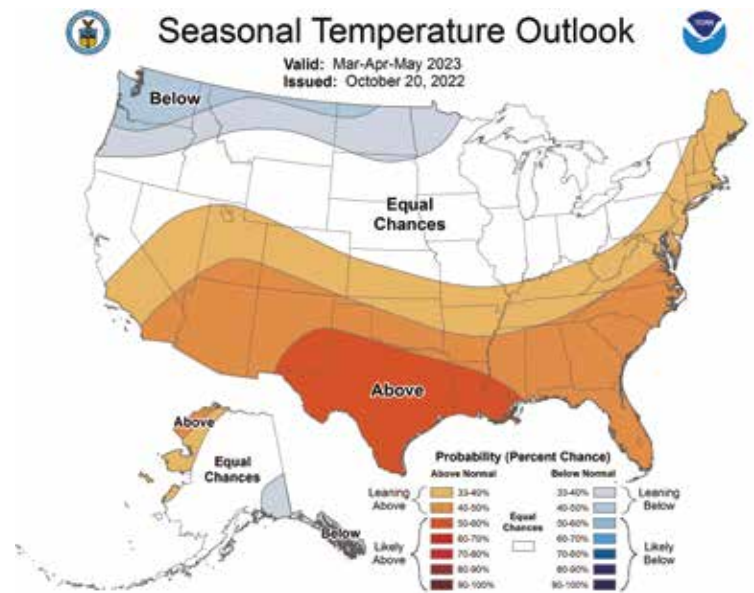 Seasonal Temperature Outlook
Valid: Mar-Apr-May 2023
Issued: October 20, 2022
Below
Equal
Chances
Above
Above
Equal
Chances
Below
Probability (Percent Chance)
Above Normal
Below Normal
Leaning
Above
33-40%
40-50%
Likely
Above
50-60%
60-70%
70-80%
80-90%
90-100%
Equal
Chances
33-40%
40-50%
Leaning
Below
50-60%
60-70%
70-80%
80-90%
90-100%
Likely
Below